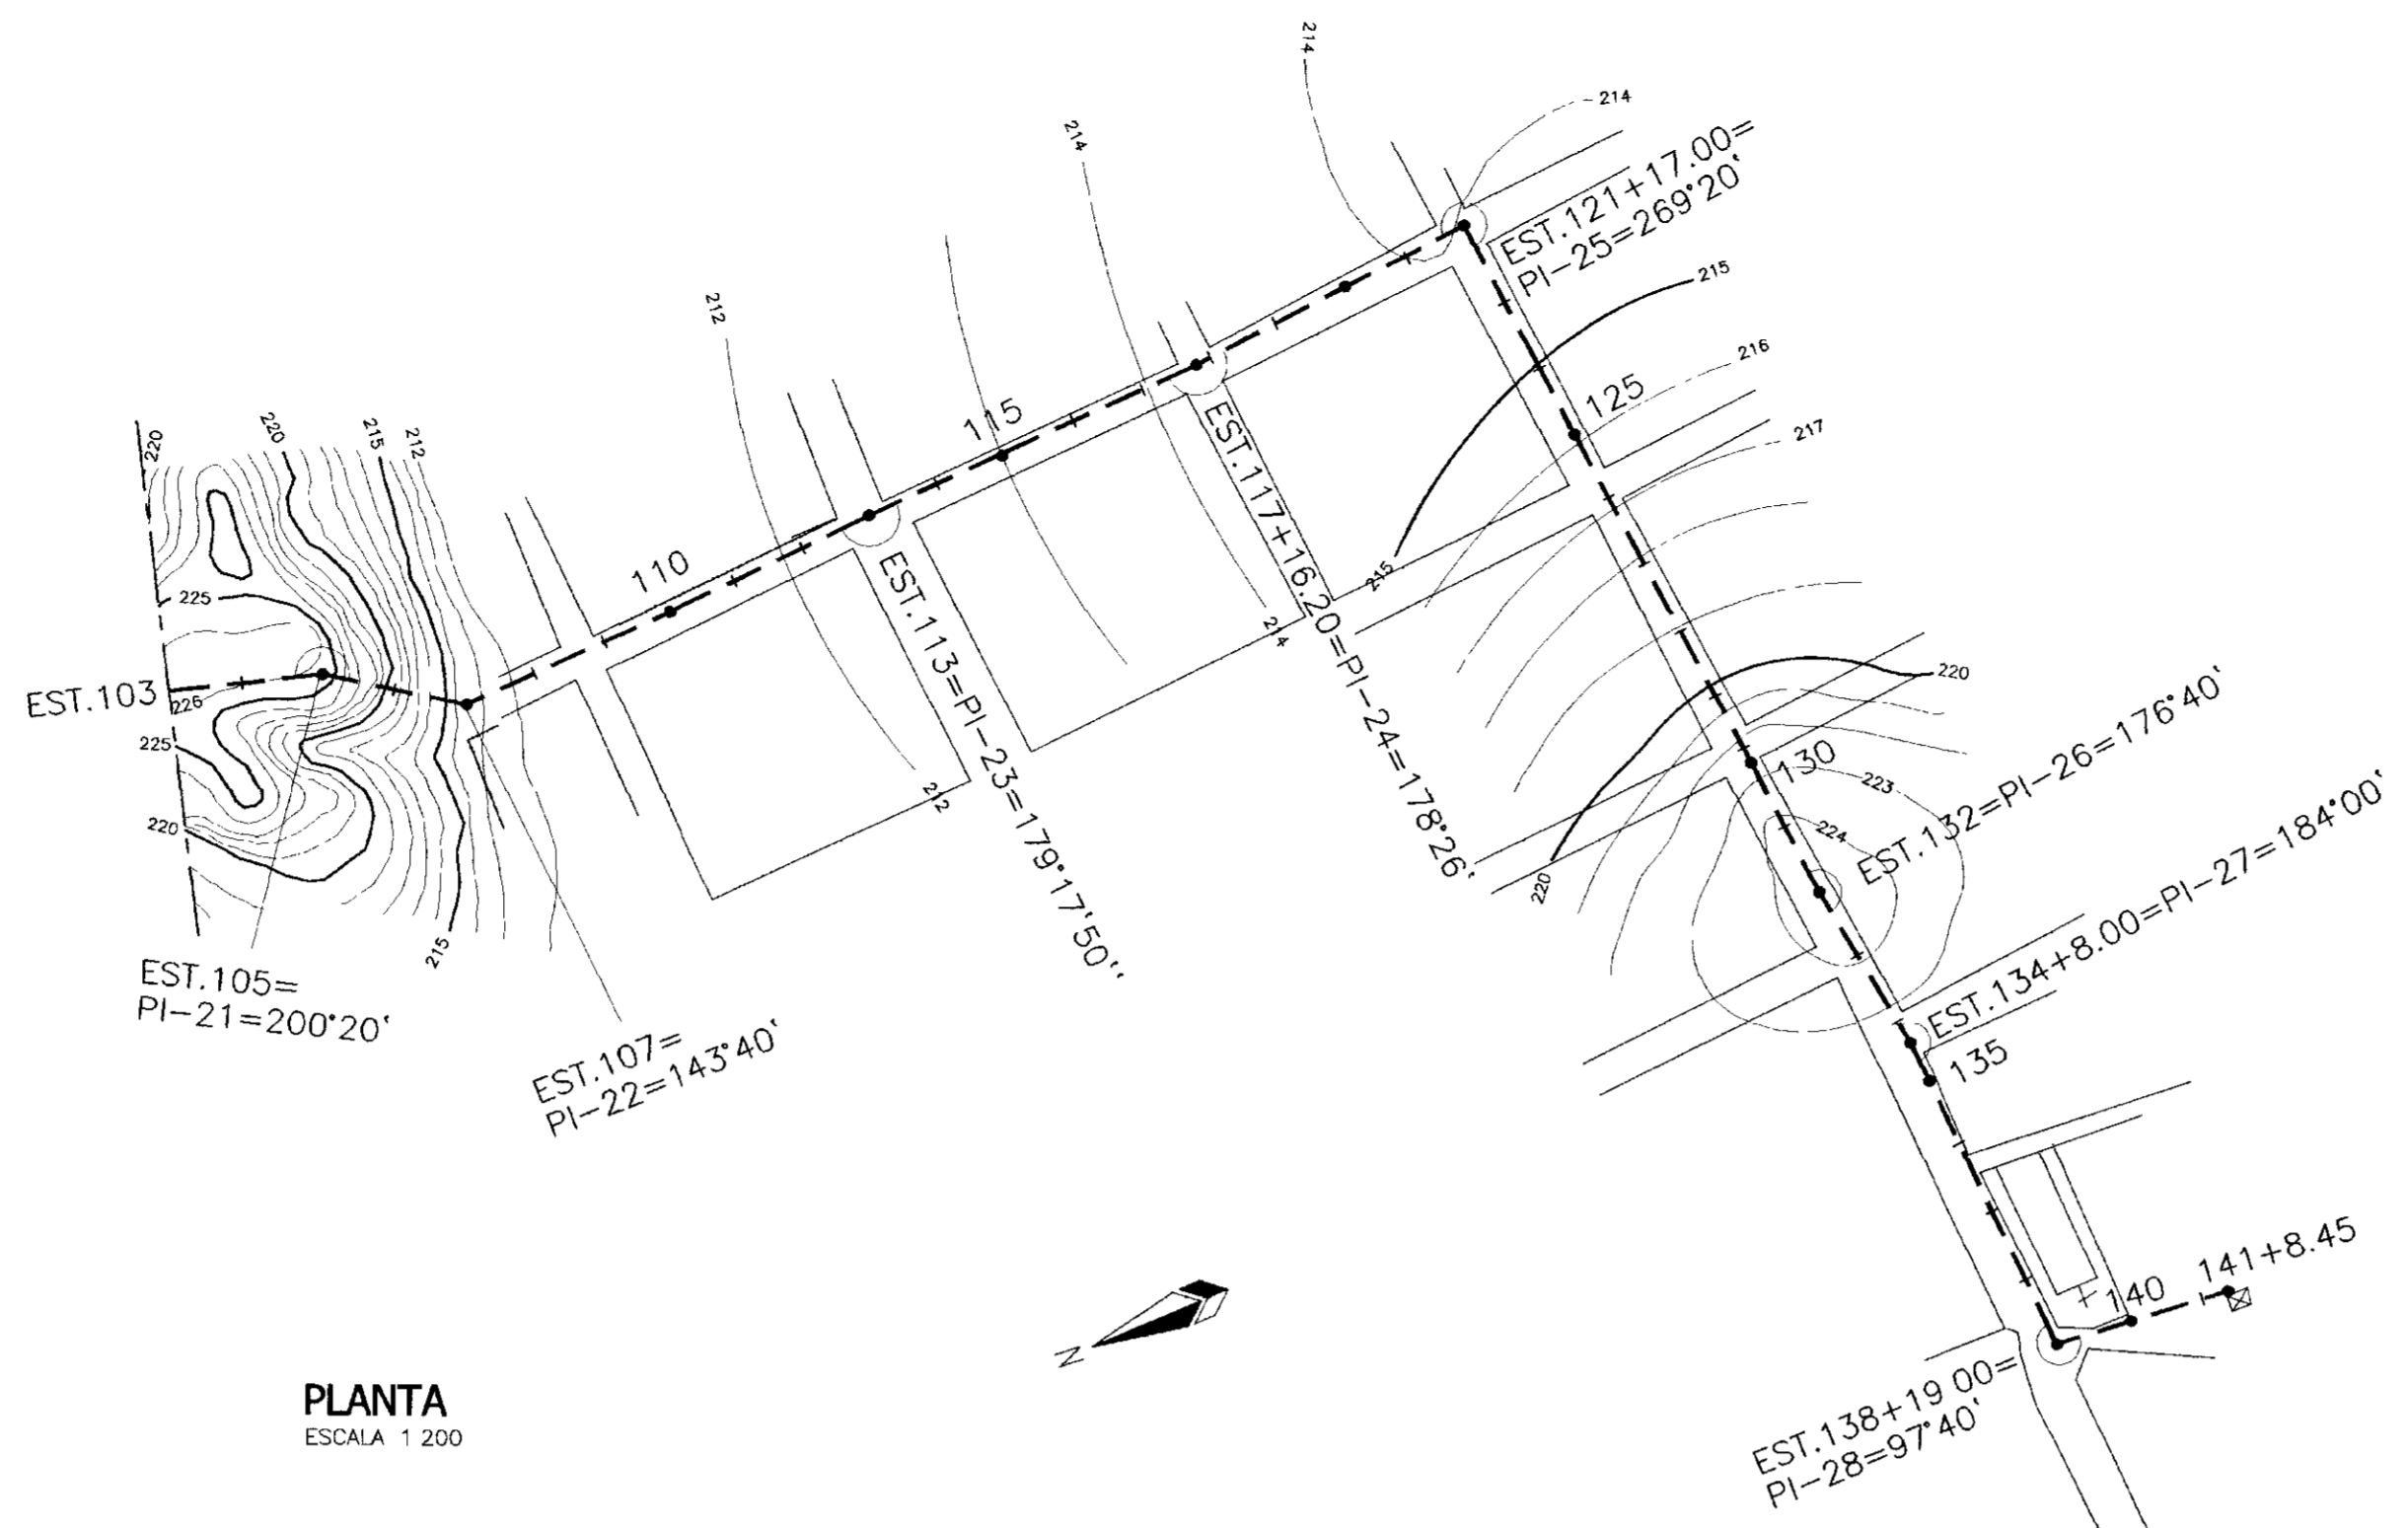 214
214
214
EST.121+17.00=
PI-25=269°20'
215
212
216
125
217
115
220
220
215
212
EST.117+16.20=PI-24=178°26'
110
215
EST.113=PI-23=179°17'50''
225
214
EST.103
226
220
225
130
223
212
220
224
EST.132=PI-26=176°40'
220
215
EST.134+8.00=PI-27=184°00'
EST.105=
PI-21=200°20'
EST.107=
PI-22=143°40'
135
141+8.45
140
N
EST.138+19 00=
PI-28=97°40'
PLANTA
ESCALA 1 200